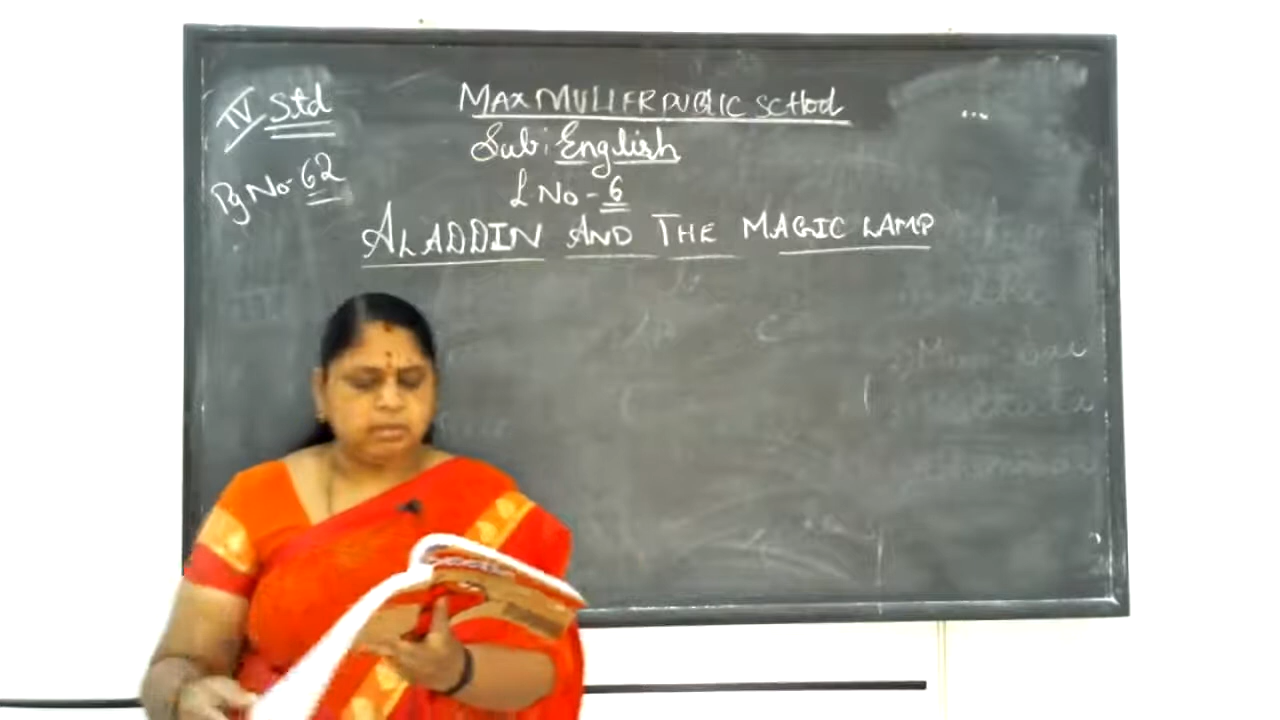 IV Std
MAX MULLER PUBLIC SCHOOL
Sub: English
Pg No- 62
L No - 6
ALADDIN AND THE MAGIC LAMP